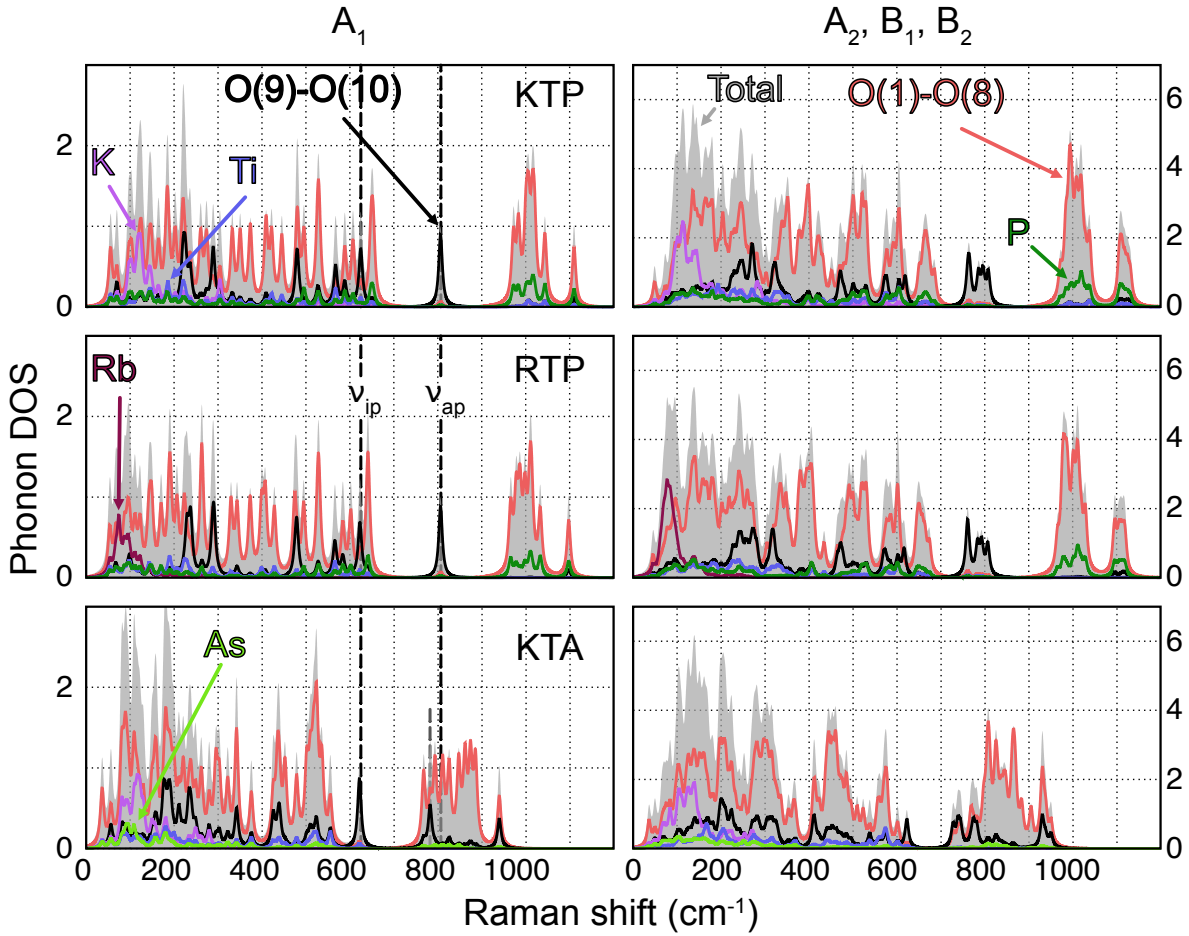 A1
A2, B1, B2
O(9)-O(10)
KTP
K
Ti
2
0
Total
O(1)-O(8)
P
6
4
2
0
Rb
RTP
νip
νap
2
0
6
4
2
0
As
KTA
2
0
6
4
2
0
0 200 400 600 800 1000
0 200 400 600 800 1000
Phonon DOS
Raman shift (cm-1)